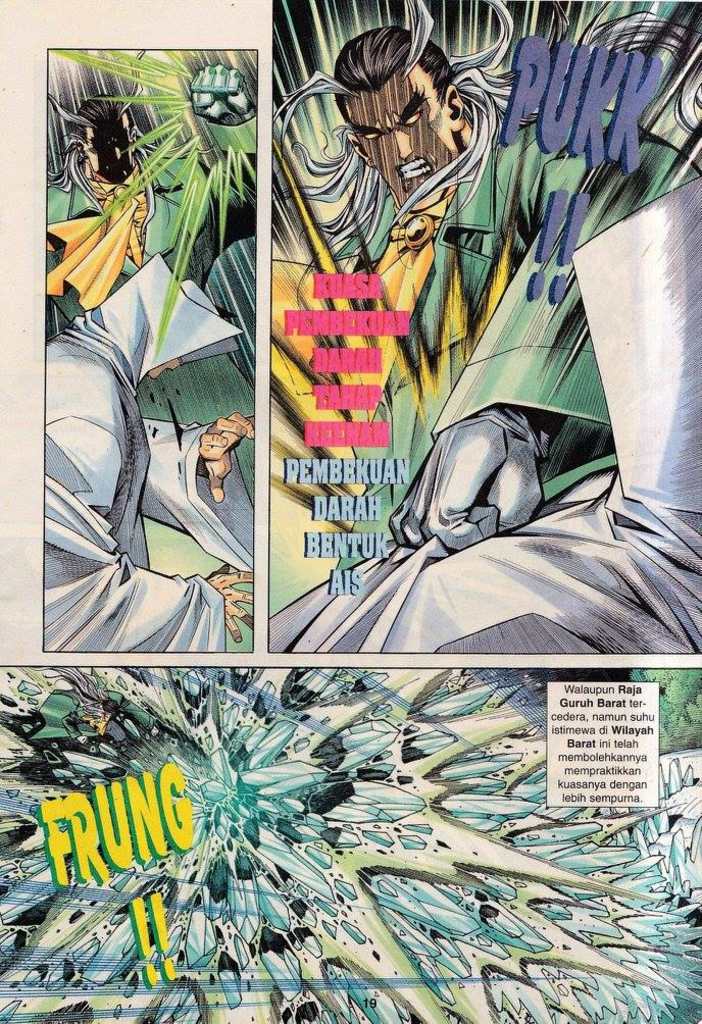 PUKK
!!
KUASA
PEMBEKUAN
DARAH
TAHAP
KEENAM
PEMBEKUAN
DARAH
BENTUK
AIS
Walaupun Raja
Guruh Barat ter-
cedera, namun suhu
istimewa di Wilayah
Barat ini telah
membolehkannya
mempraktikkan
kuasanya dengan
lebih sempurna.
FRUNG
!!
19